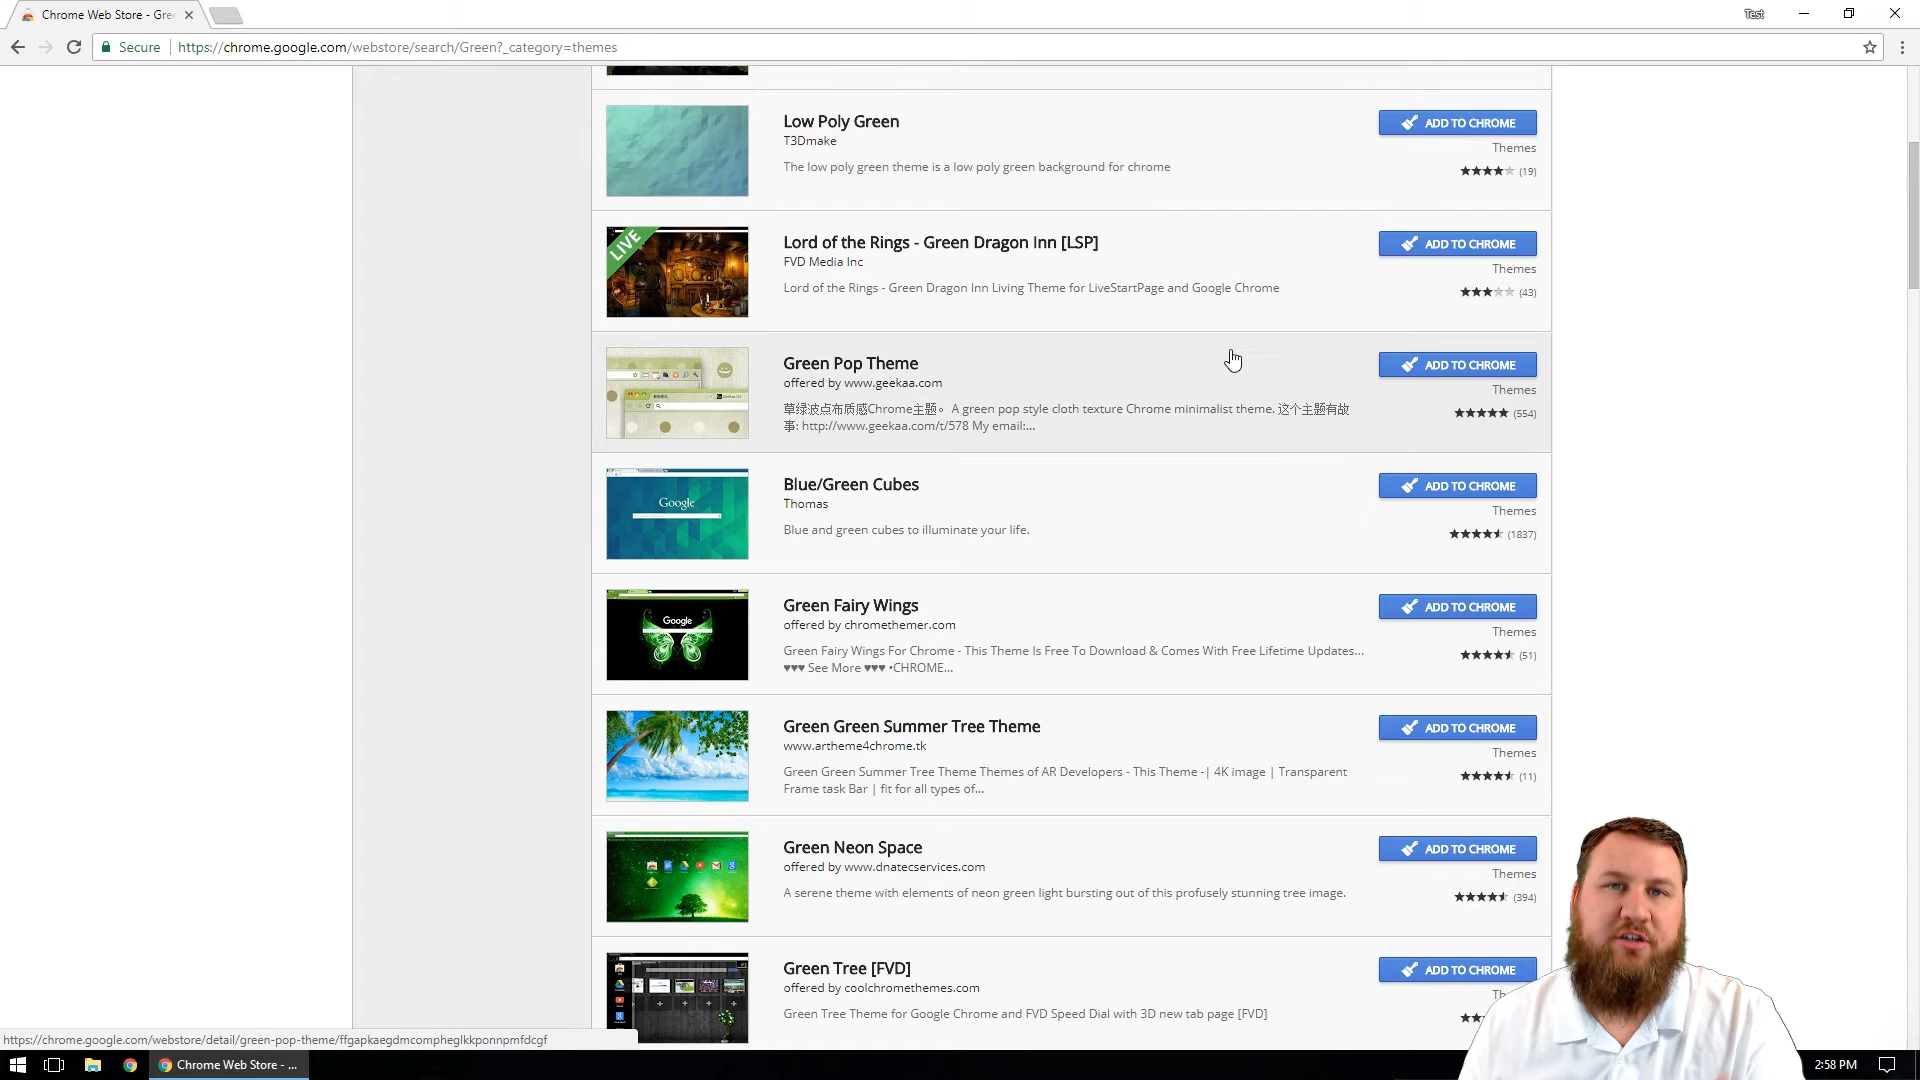 Chrome Web Store - Gre
Test
Secure
https://chrome.google.com/webstore/search/Green?_category=themes
Low Poly Green
T3Dmake
The low poly green theme is a low poly green background for chrome
ADD TO CHROME
Themes
(19)
LIVE
Lord of the Rings - Green Dragon Inn [LSP]
FVD Media Inc
Lord of the Rings - Green Dragon Inn Living Theme for LiveStartPage and Google Chrome
ADD TO CHROME
Themes
(43)
Green Pop Theme
offered by www.geekaa.com
草绿波点布质感Chrome主题。 A green pop style cloth texture Chrome minimalist theme. 这个主题有故
事: http://www.geekaa.com/t/578 My email:...
ADD TO CHROME
Themes
(554)
Google
Blue/Green Cubes
Thomas
Blue and green cubes to illuminate your life.
ADD TO CHROME
Themes
(1837)
Google
Green Fairy Wings
offered by chromethemer.com
Green Fairy Wings For Chrome - This Theme Is Free To Download & Comes With Free Lifetime Updates...
♥♥♥ See More ♥♥♥ •CHROME...
ADD TO CHROME
Themes
(51)
Green Green Summer Tree Theme
www.artheme4chrome.tk
Green Green Summer Tree Theme Themes of AR Developers - This Theme -| 4K image | Transparent
Frame task Bar | fit for all types of...
ADD TO CHROME
Themes
(11)
Green Neon Space
offered by www.dnatecservices.com
A serene theme with elements of neon green light bursting out of this profusely stunning tree image.
ADD TO CHROME
Themes
(394)
Green Tree [FVD]
offered by coolchromethemes.com
Green Tree Theme for Google Chrome and FVD Speed Dial with 3D new tab page [FVD]
ADD TO CHROME
Th
https://chrome.google.com/webstore/detail/green-pop-theme/ffgapkaegdmcompheglkkponnpmfdcgf
Chrome Web Store - ...
2:58 PM